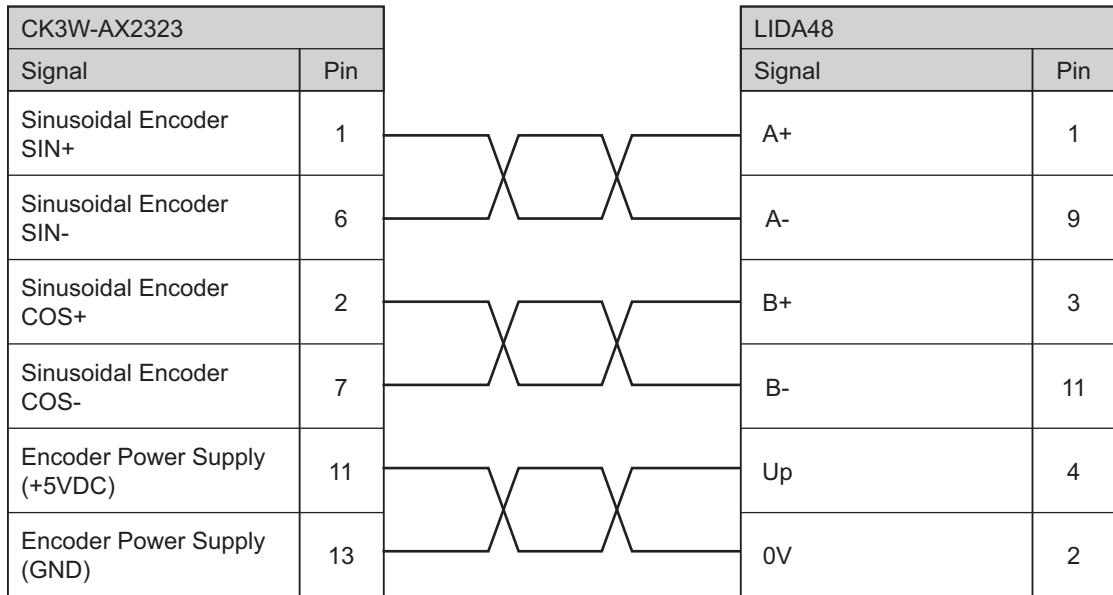 CK3W-AX2323
LIDA48
Signal Pin
Signal Pin
Sinusoidal Encoder
SIN+
1
A+
1
Sinusoidal Encoder
SIN-
6
A-
9
Sinusoidal Encoder
COS+
2
B+
3
Sinusoidal Encoder
COS-
7
B-
11
Encoder Power Supply
(+5VDC)
11
Up
4
Encoder Power Supply
(GND)
13
0V
2